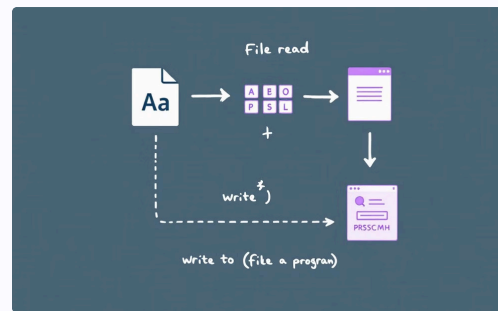 File read
Aa
A E O
P S L
+
write*)
PRSSCMH
write to (file a progran)